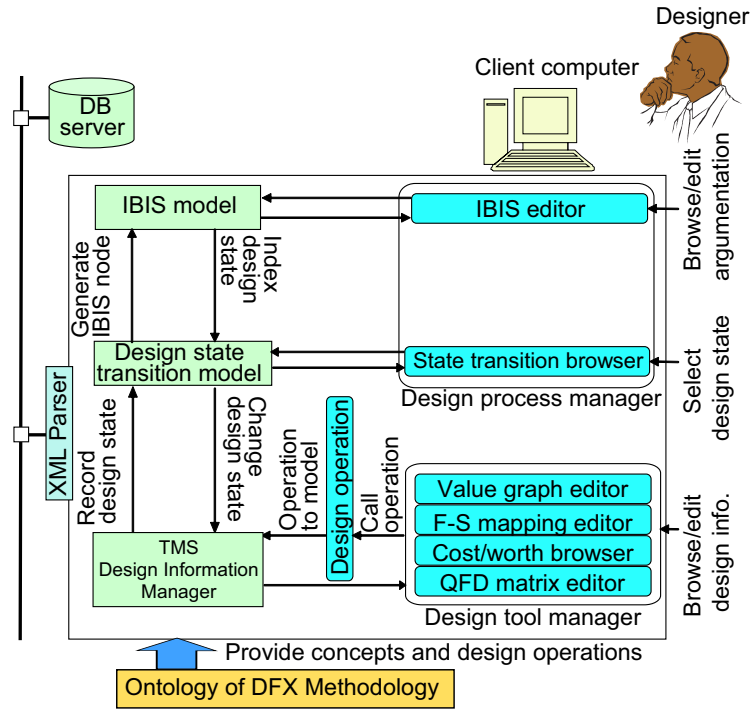 Designer
Client computer
DB
server
IBIS model
IBIS editor
Browse/edit
argumentation
Generate
IBIS node
Index
design
state
Design state
transition model
State transition browser
Design process manager
Select
design state
XML Parser
Record
design state
Change
design state
Operation
to model
Design operation
Call
operation
Value graph editor
F-S mapping editor
Cost/worth browser
QFD matrix editor
Design tool manager
Browse/edit
design info.
TMS
Design Information
Manager
Provide concepts and design operations
Ontology of DFX Methodology